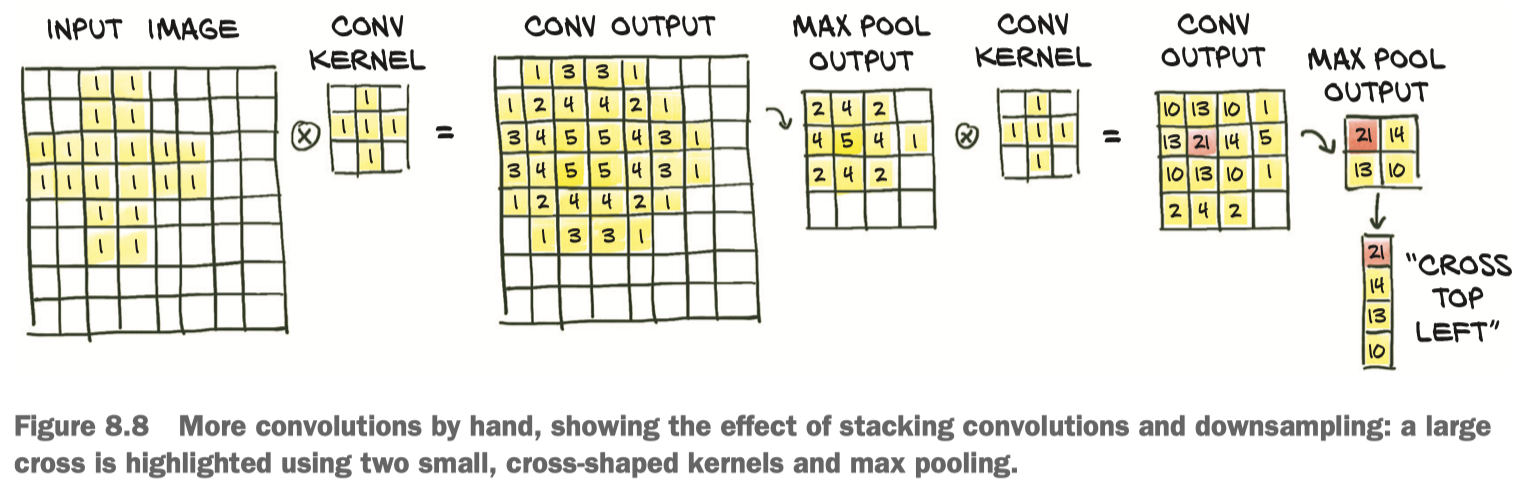 INPUT IMAGE
CONV
KERNEL
CONV OUTPUT
MAX POOL
OUTPUT
CONV
KERNEL
CONV
OUTPUT
MAX POOL
OUTPUT
1 1
1 1
1 1 1 1 1 1
1 1 1 1 1 1
1 1
1 1
1
1 1 1
1
=
1 3 3 1
1 2 4 4 2 1
3 4 5 5 4 3 1
3 4 5 5 4 3 1
1 2 4 4 2 1
1 3 3 1
2 4 2
4 5 4 1
2 4 2
1
1 1 1
1
=
10 13 10 1
13 21 14 5
10 13 10 1
2 4 2
21 14
13 10
21
14
13
10
"CROSS
TOP
LEFT"
Figure 8.8 More convolutions by hand, showing the effect of stacking convolutions and downsampling: a large
cross is highlighted using two small, cross-shaped kernels and max pooling.